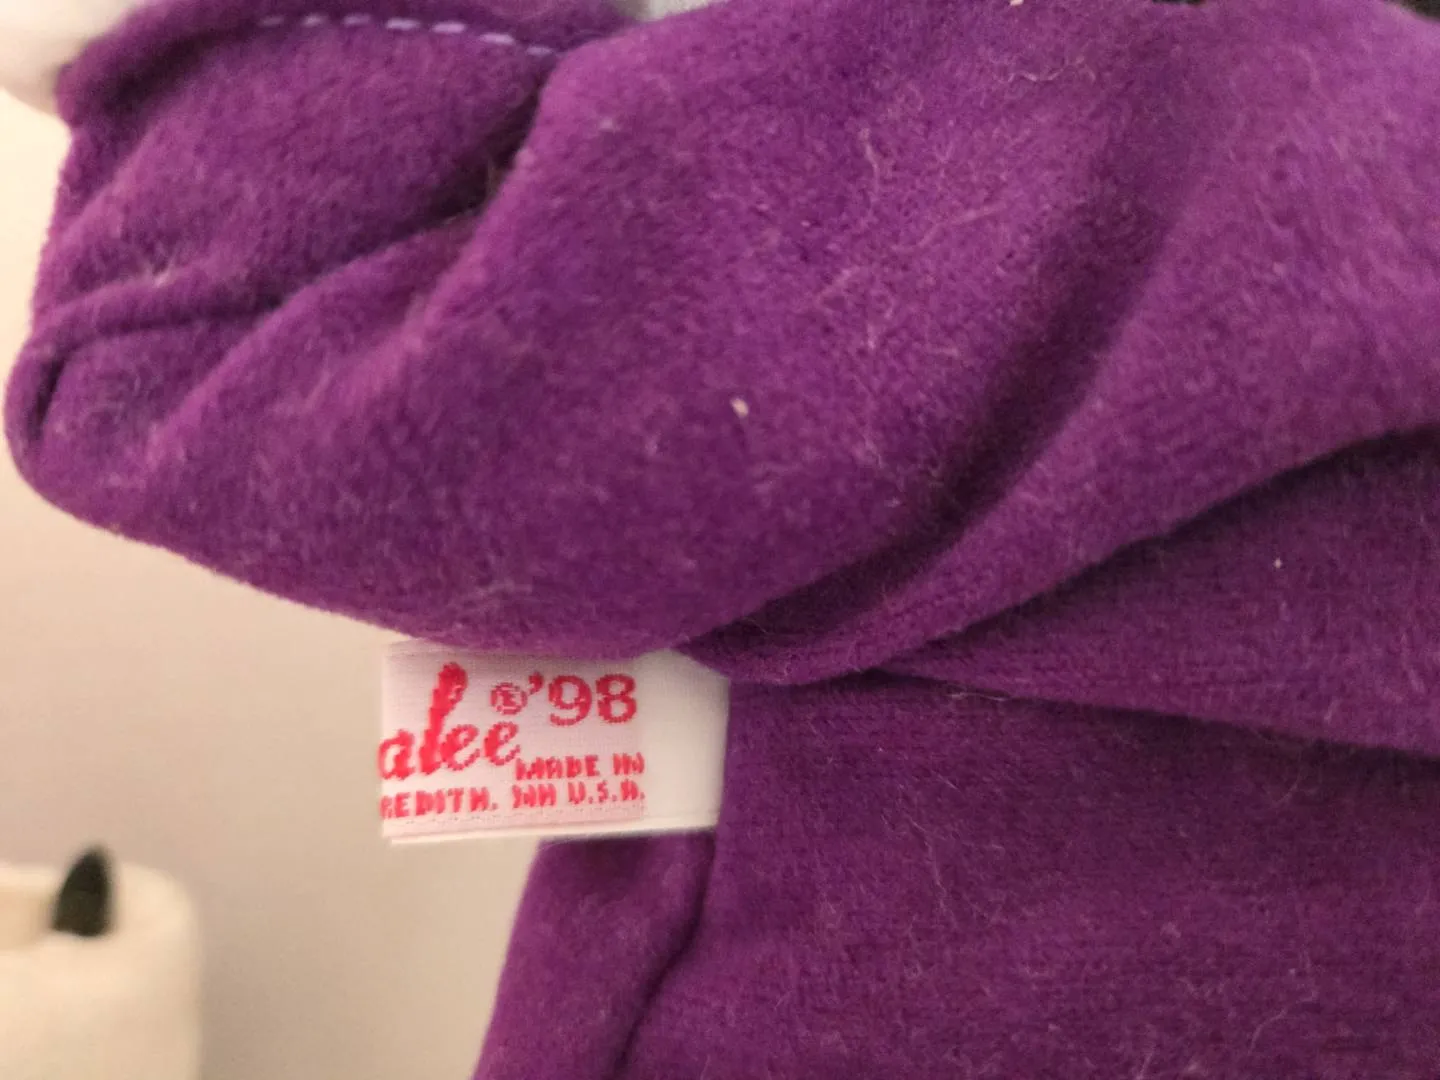 alee ®'98
MADE IN
REDITH. NH U.S.A.